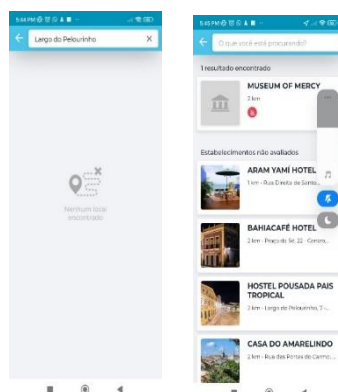 5:44 PM
Largo do Pelourinho X
Nenhum local
encontrado
5:45 PM
O que você está procurando?
1 resultado encontrado
MUSEUM OF MERCY
2 km
Estabelecimentos não avaliados
ARAM YAMÍ HOTEL
1 km - Rua Direita de Santo...
BAHIACAFÉ HOTEL
2 km - Praça da Sé, 22 - Centro,...
HOSTEL POUSADA PAIS
TROPICAL
2 km - Largo do Pelourinho, 7 -...
CASA DO AMARELINDO
2 km - Rua das Portas do Carmo,...